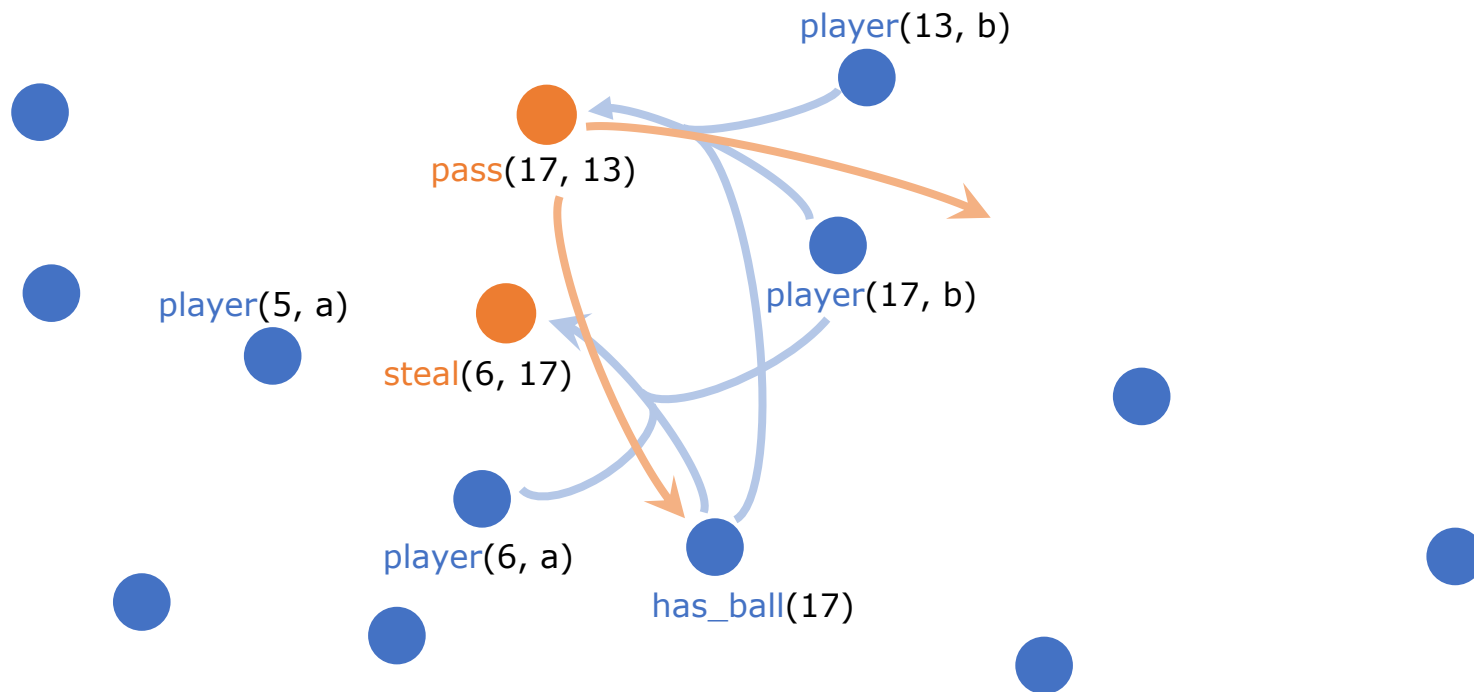 player(13, b)
pass(17, 13)
player(17, b)
player(5, a)
steal(6, 17)
player(6, a)
has_ball(17)